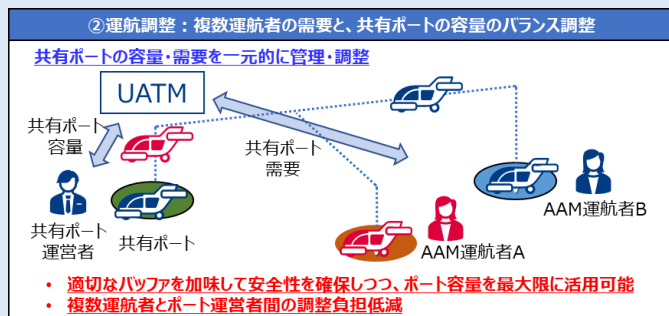 ②運航調整：複数運航者の需要と、共有ポートの容量のバランス調整
共有ポートの容量・需要を一元的に管理・調整
UATM
共有ポート
容量
共有ポート
需要
共有ポート
運営者
共有ポート
AAM運航者A
AAM運航者B
• 適切なバッファを加味して安全性を確保しつつ、ポート容量を最大限に活用可能
• 複数運航者とポート運営者間の調整負担低減